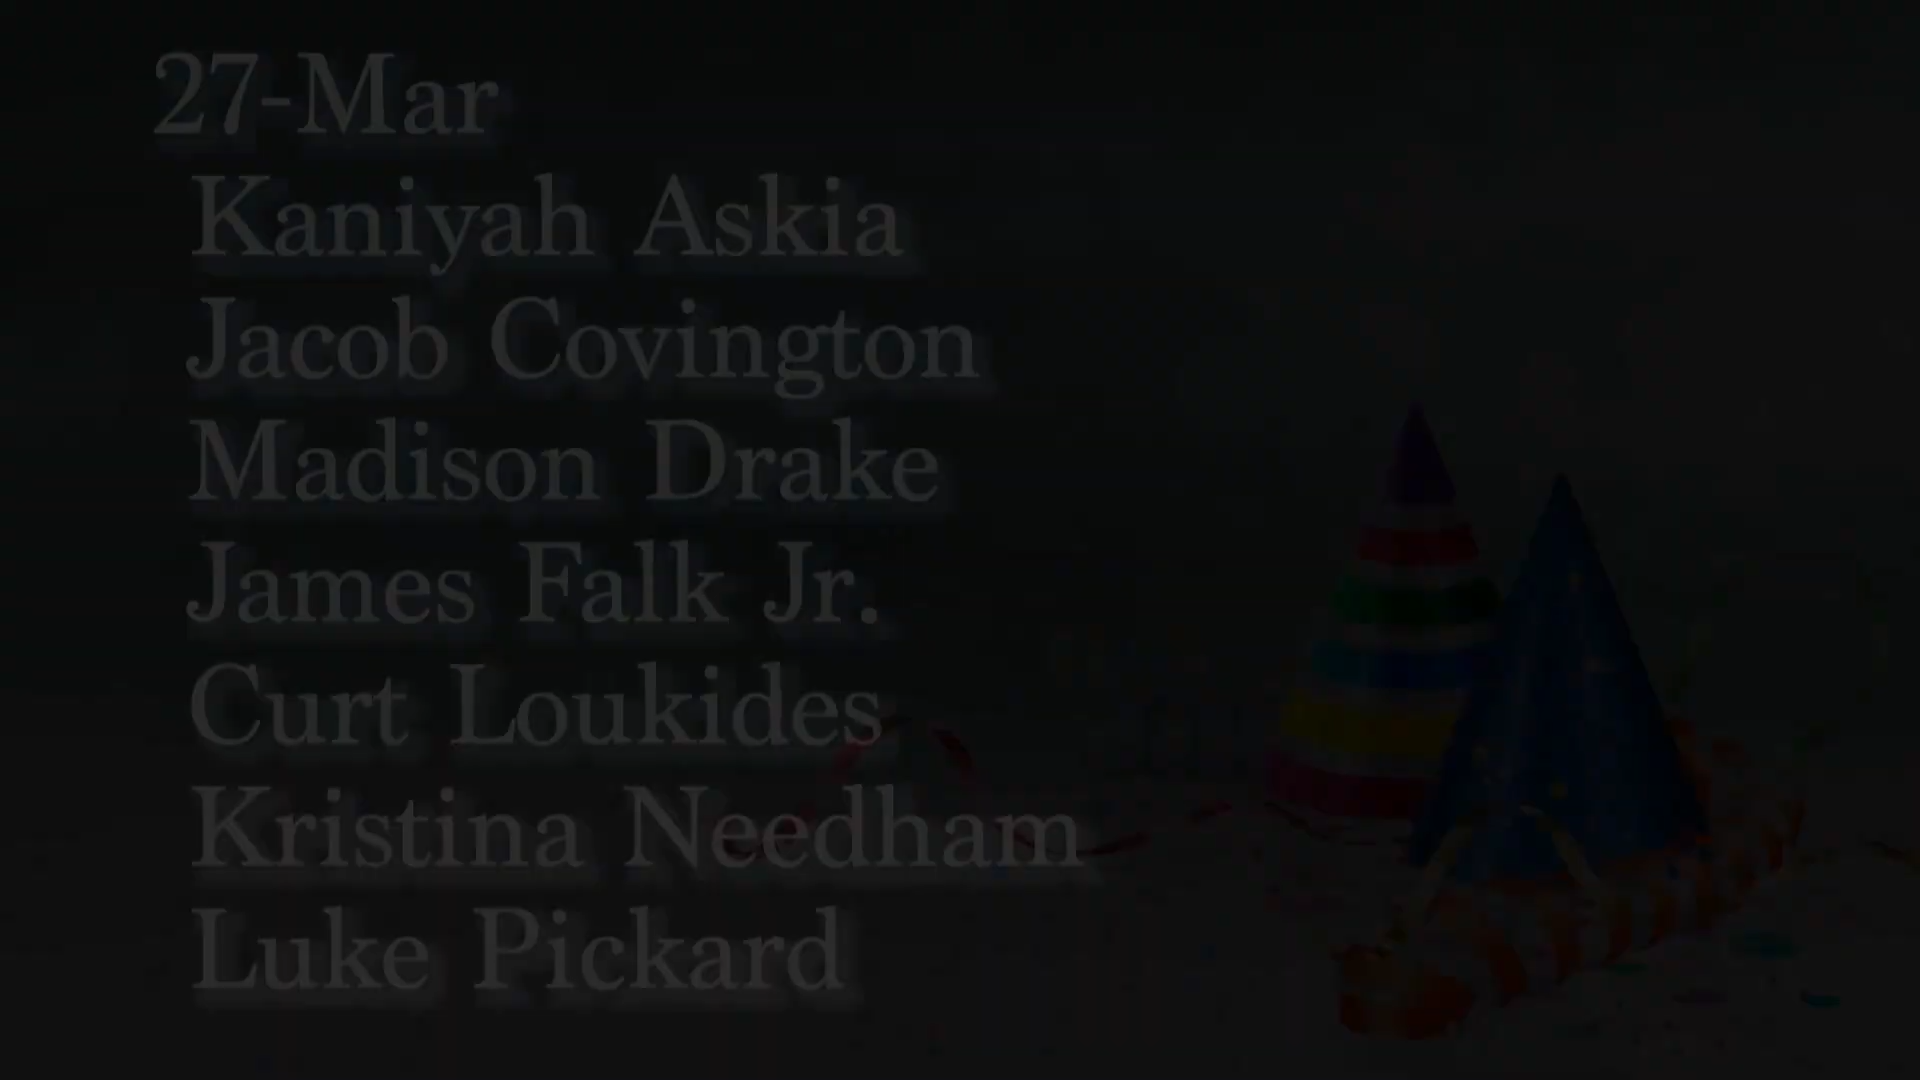 27-Mar
Kaniyah Askia
Jacob Covington
Madison Drake
James Falk Jr.
Curt Loukides
Kristina Needham
Luke Pickard